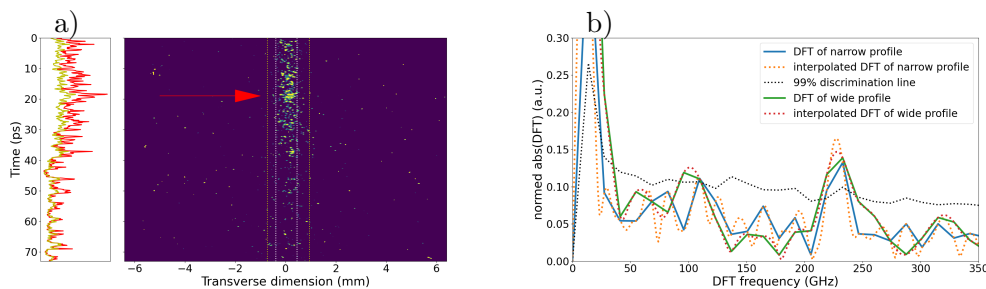 a)
0
10
20
30
40
50
60
70
Time (ps)
−6 −4 −2 0 2 4 6
Transverse dimension (mm)
b)
0.30
0.25
0.20
0.15
0.10
0.05
0.00
normed abs(DFT) (a.u.)
DFT of narrow profile
interpolated DFT of narrow profile
99% discrimination line
DFT of wide profile
interpolated DFT of wide profile
0 50 100 150 200 250 300 350
DFT frequency (GHz)